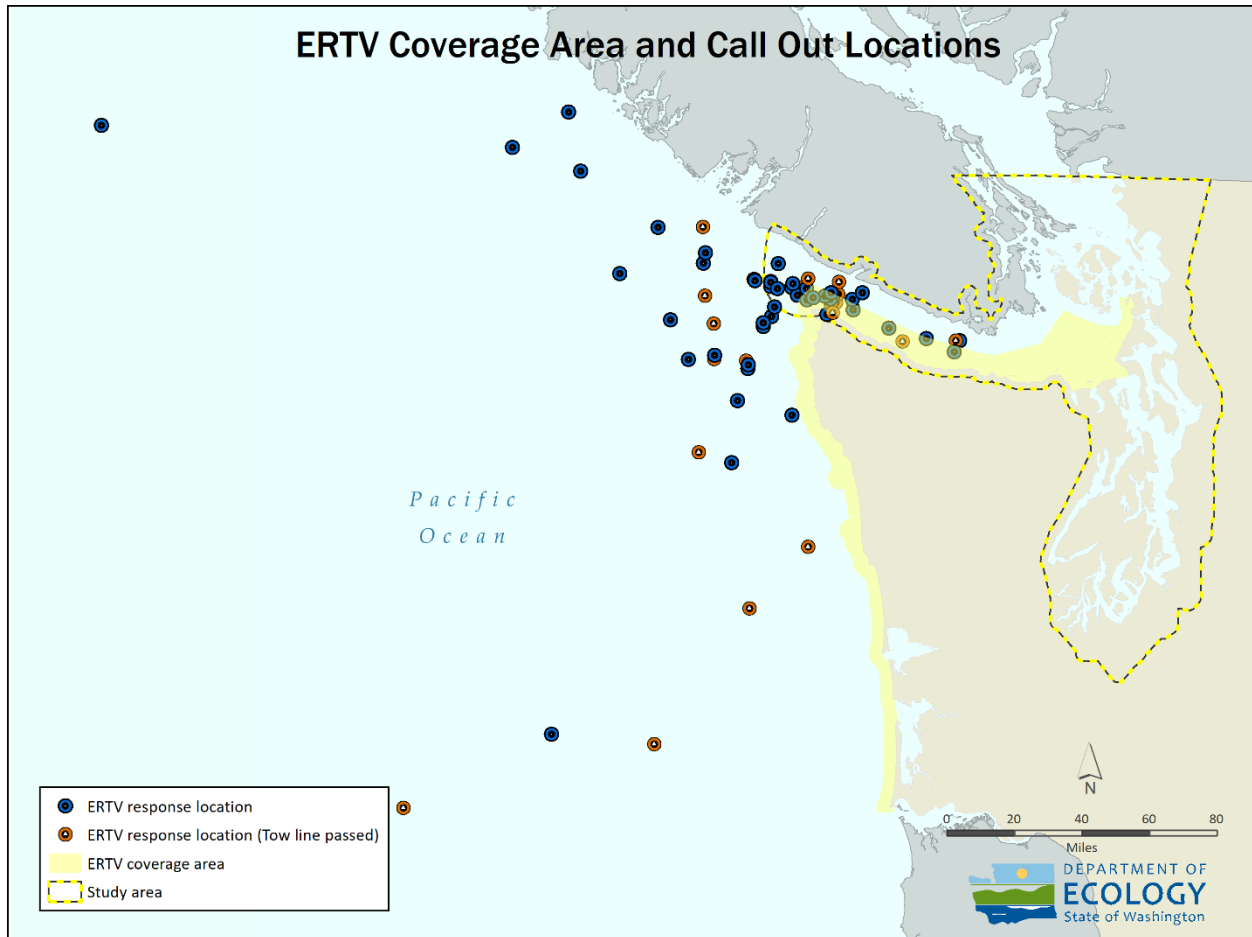 ERTV Coverage Area and Call Out Locations
Pacific
Ocean
ERTV response location
ERTV response location (Tow line passed)
ERTV coverage area
Study area
N
0 20 40 60 80
Miles
DEPARTMENT OF
ECOLOGY
State of Washington